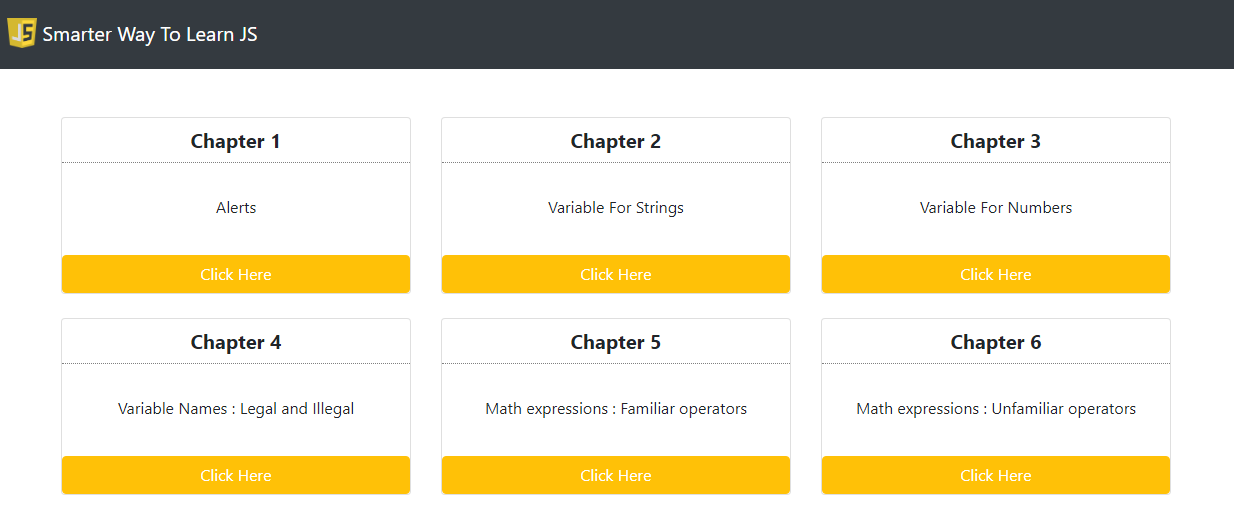 JS Smarter Way To Learn JS
Chapter 1
Alerts
Click Here
Chapter 2
Variable For Strings
Click Here
Chapter 3
Variable For Numbers
Click Here
Chapter 4
Variable Names : Legal and Illegal
Click Here
Chapter 5
Math expressions : Familiar operators
Click Here
Chapter 6
Math expressions : Unfamiliar operators
Click Here